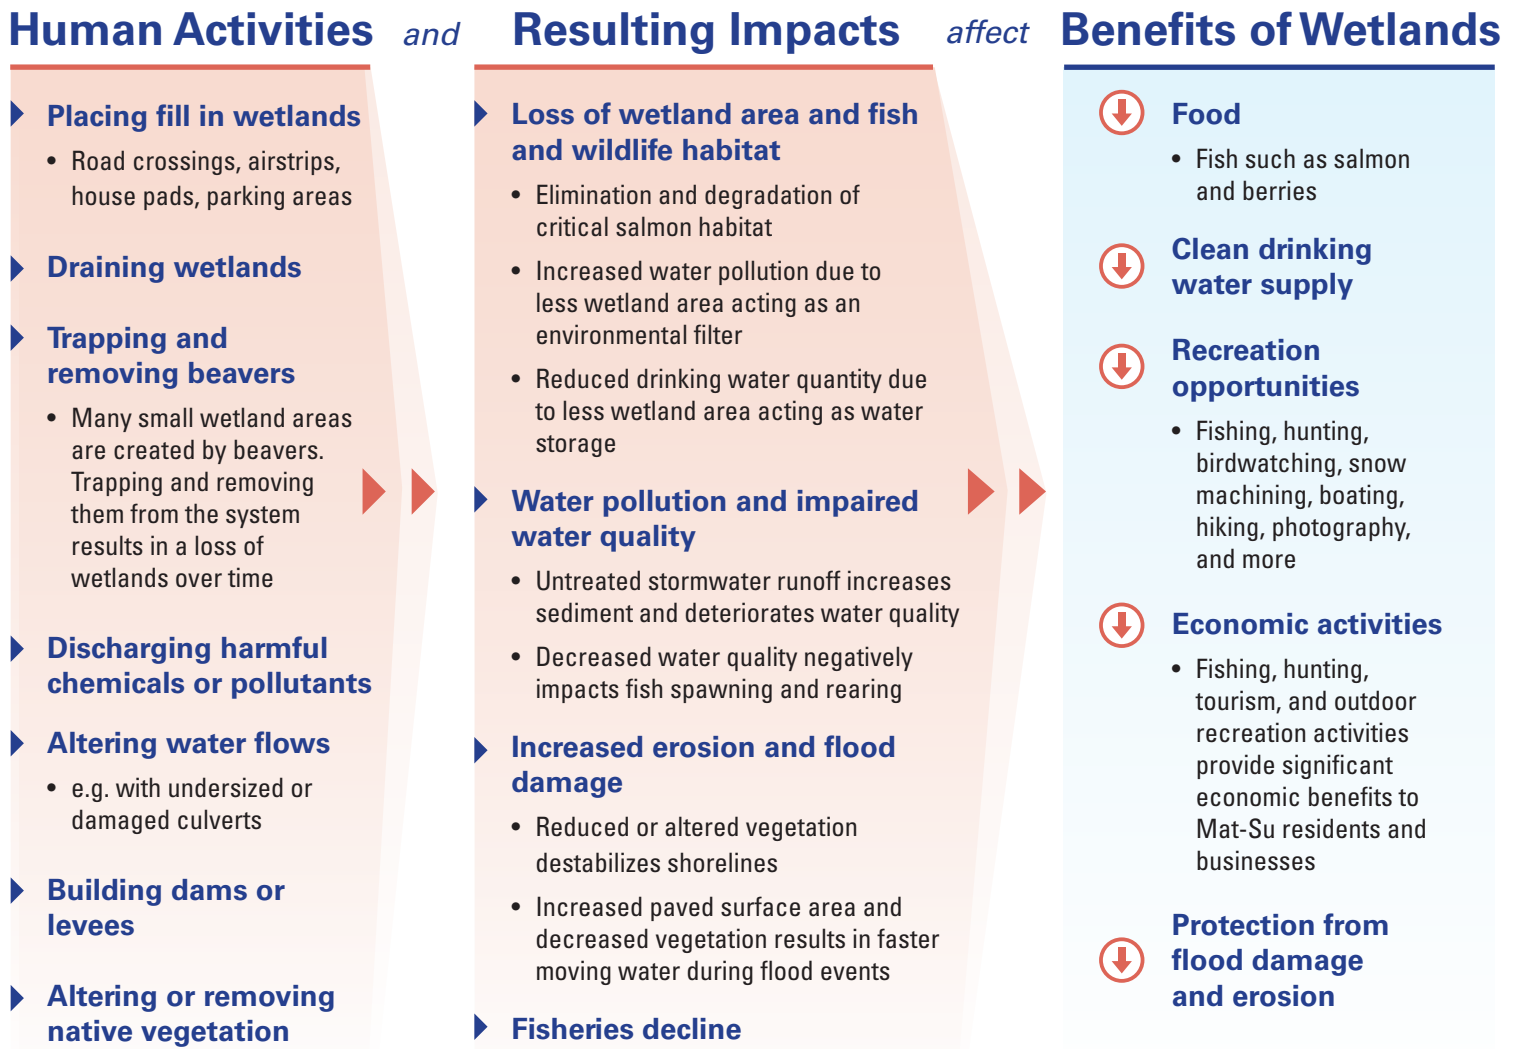 Human Activities and Resulting Impacts affect Benefits of Wetlands
Placing fill in wetlands
• Road crossings, airstrips,
house pads, parking areas
Draining wetlands
Trapping and
removing beavers
• Many small wetland areas
are created by beavers.
Trapping and removing
them from the system
results in a loss of
wetlands over time
Discharging harmful
chemicals or pollutants
Altering water flows
• e.g. with undersized or
damaged culverts
Building dams or
levees
Altering or removing
native vegetation
Loss of wetland area and fish
and wildlife habitat
• Elimination and degradation of
critical salmon habitat
• Increased water pollution due to
less wetland area acting as an
environmental filter
• Reduced drinking water quantity due
to less wetland area acting as water
storage
Water pollution and impaired
water quality
• Untreated stormwater runoff increases
sediment and deteriorates water quality
• Decreased water quality negatively
impacts fish spawning and rearing
Increased erosion and flood
damage
• Reduced or altered vegetation
destabilizes shorelines
• Increased paved surface area and
decreased vegetation results in faster
moving water during flood events
Fisheries decline
Food
• Fish such as salmon
and berries
Clean drinking
water supply
Recreation
opportunities
• Fishing, hunting,
birdwatching, snow
machining, boating,
hiking, photography,
and more
Economic activities
• Fishing, hunting,
tourism, and outdoor
recreation activities
provide significant
economic benefits to
Mat-Su residents and
businesses
Protection from
flood damage
and erosion